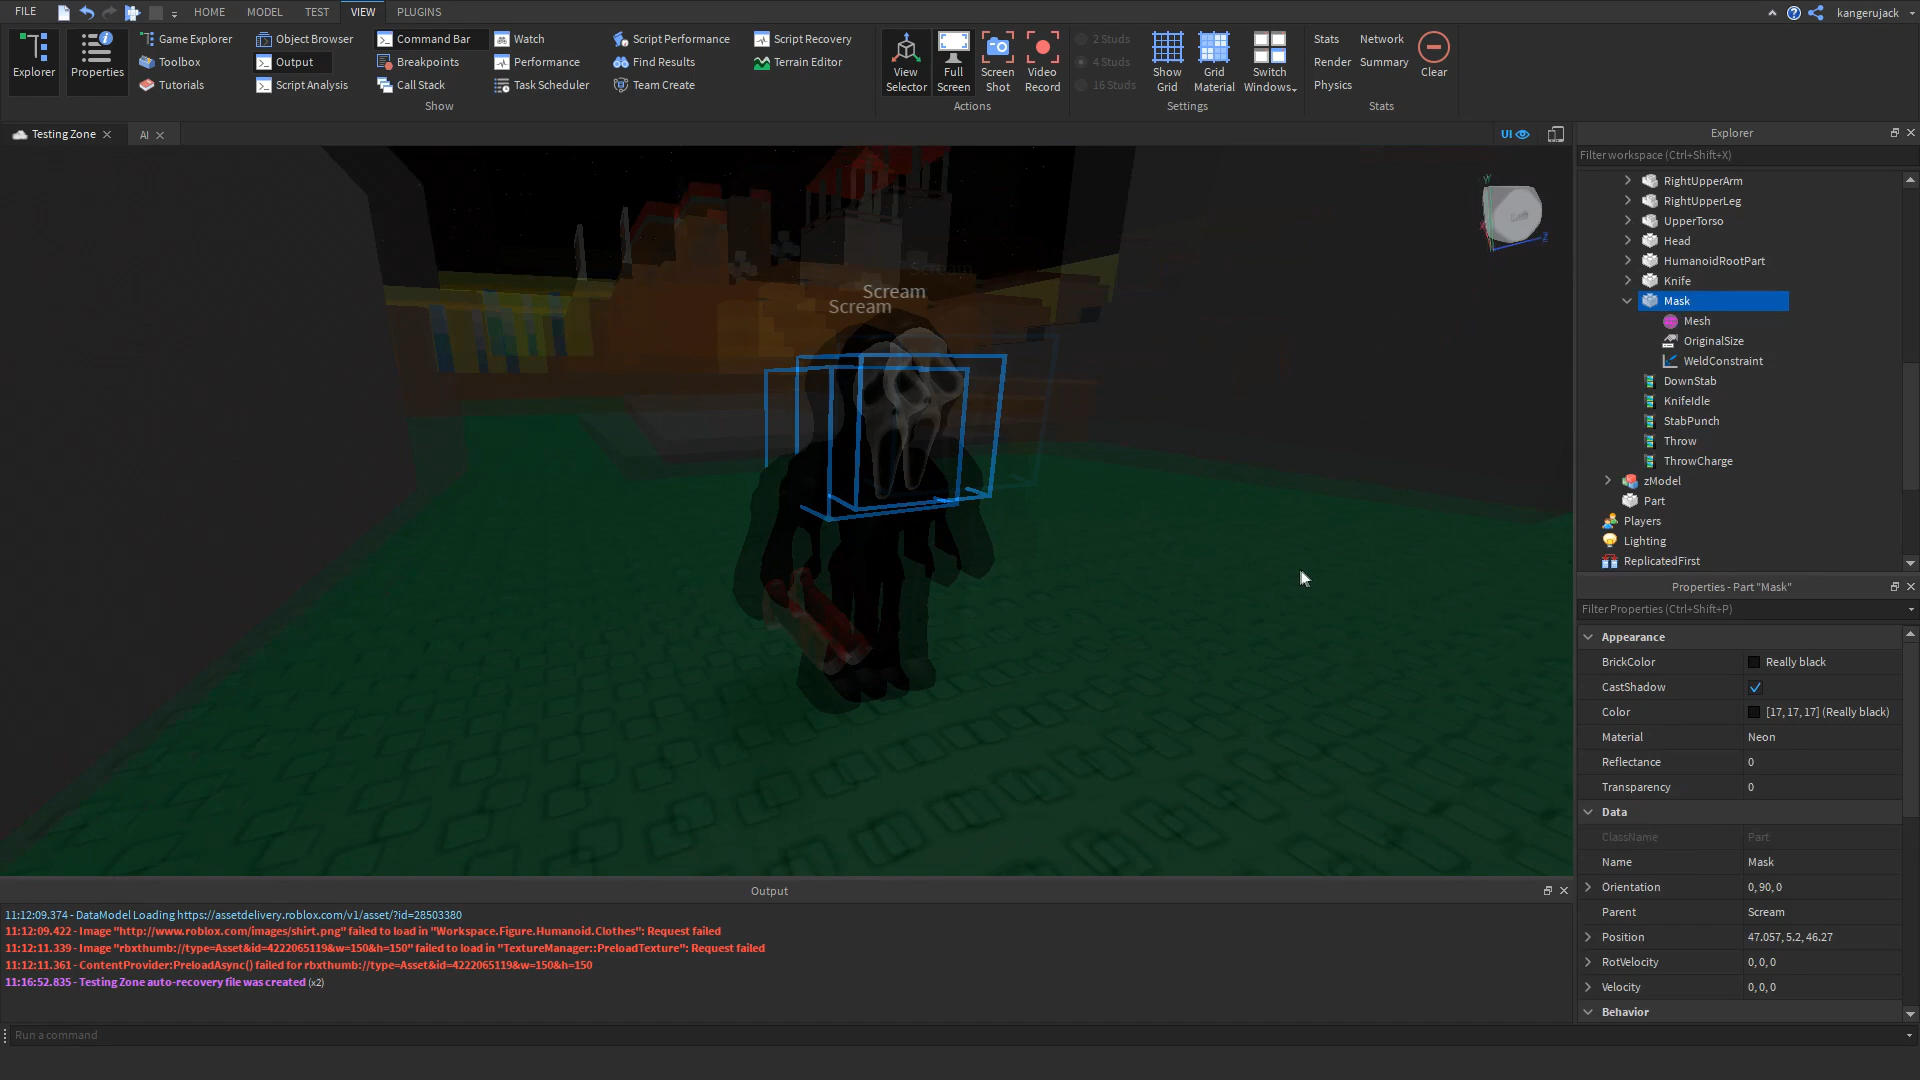 FILE HOME MODEL TEST VIEW PLUGINS kangerujack
Explorer
Properties
Game Explorer
Toolbox
Tutorials
Object Browser
Output
Script Analysis
Command Bar
Breakpoints
Call Stack
Watch
Performance
Task Scheduler
Script Performance
Find Results
Team Create
Script Recovery
Terrain Editor
Show
View Selector
Full Screen
Screen Shot
Video Record
Actions
2 Studs
4 Studs
16 Studs
Show Grid
Grid Material
Switch Windows
Settings
Stats
Render
Physics
Network
Summary
Clear
Stats
Testing Zone
AI
UI
Scream
Scream
Scream
Explorer
Filter workspace (Ctrl+Shift+X)
RightUpperArm
RightUpperLeg
UpperTorso
Head
HumanoidRootPart
Knife
Mask
Mesh
OriginalSize
WeldConstraint
DownStab
KnifeIdle
StabPunch
Throw
ThrowCharge
zModel
Part
Players
Lighting
ReplicatedFirst
Properties - Part "Mask"
Filter Properties (Ctrl+Shift+P)
Appearance
BrickColor Really black
CastShadow
Color [17, 17, 17] (Really black)
Material Neon
Reflectance 0
Transparency 0
Data
ClassName Part
Name Mask
Orientation 0, 90, 0
Parent Scream
Position 47.057, 5.2, 46.27
RotVelocity 0, 0, 0
Velocity 0, 0, 0
Behavior
Output
11:12:09.374 - DataModel Loading https://assetdelivery.roblox.com/v1/asset/?id=28503380
11:12:09.422 - Image "http://www.roblox.com/images/shirt.png" failed to load in "Workspace.Figure.Humanoid.Clothes": Request failed
11:12:11.339 - Image "rbxthumb://type=Asset&id=4222065119&w=150&h=150" failed to load in "TextureManager::PreloadTexture": Request failed
11:12:11.361 - ContentProvider:PreloadAsync() failed for rbxthumb://type=Asset&id=4222065119&w=150&h=150
11:16:52.835 - Testing Zone auto-recovery file was created (x2)
Run a command